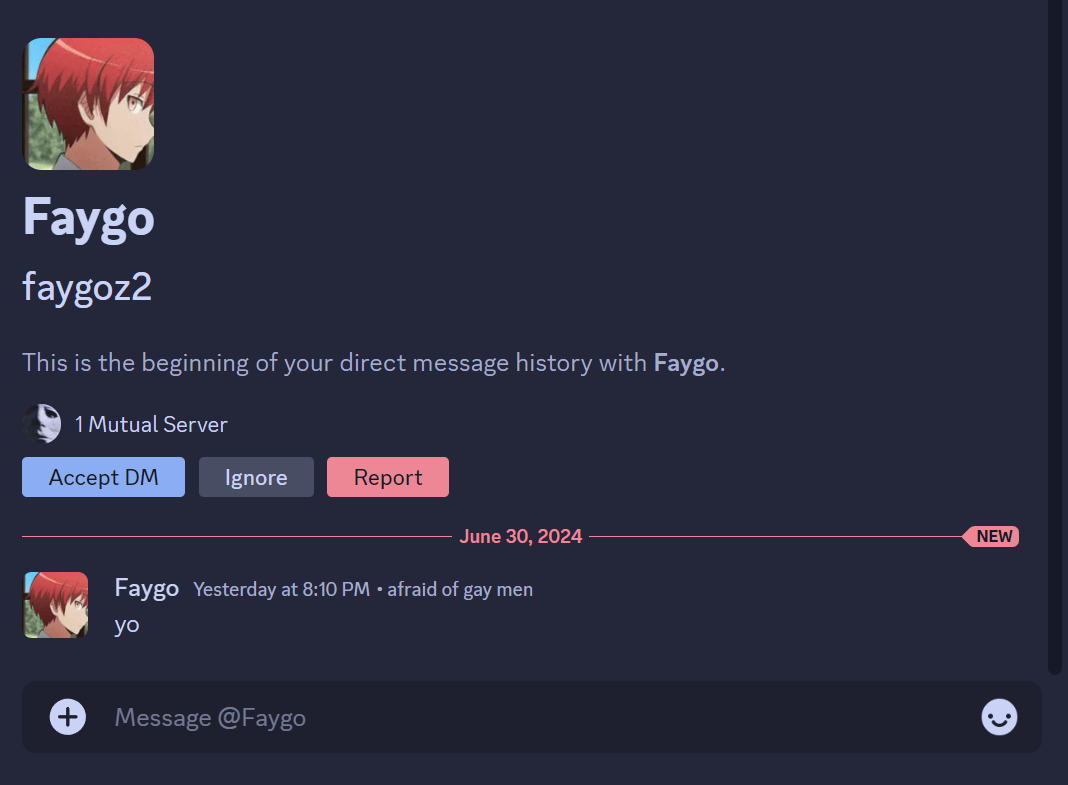 Faygo
faygoz2
This is the beginning of your direct message history with Faygo.
1 Mutual Server
Accept DM Ignore Report
June 30, 2024 NEW
Faygo Yesterday at 8:10 PM • afraid of gay men
yo
Message @Faygo